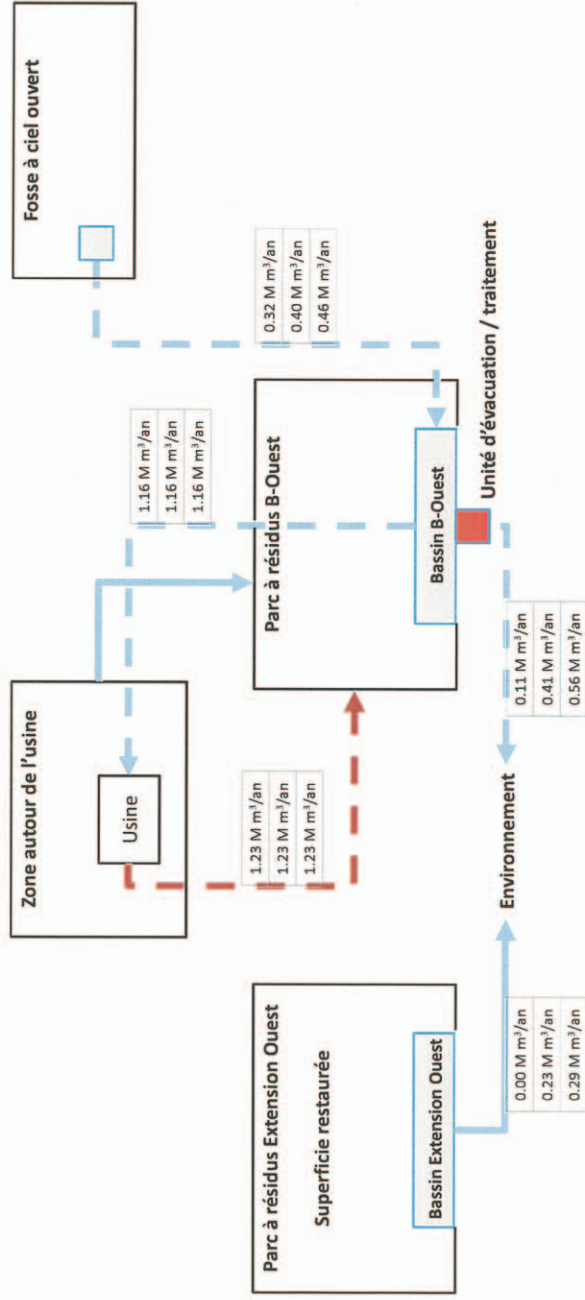 Fosse à ciel ouvert
Zone autour de l'usine
Usine
1.16 M m³/an
1.16 M m³/an
1.16 M m³/an
0.32 M m³/an
0.40 M m³/an
0.46 M m³/an
1.23 M m³/an
1.23 M m³/an
1.23 M m³/an
Parc à résidus Extension Ouest
Superficie restaurée
Bassin Extension Ouest
Parc à résidus B-Ouest
Bassin B-Ouest
Unité d'évacuation / traitement
Environnement
0.00 M m³/an
0.23 M m³/an
0.29 M m³/an
0.11 M m³/an
0.41 M m³/an
0.56 M m³/an